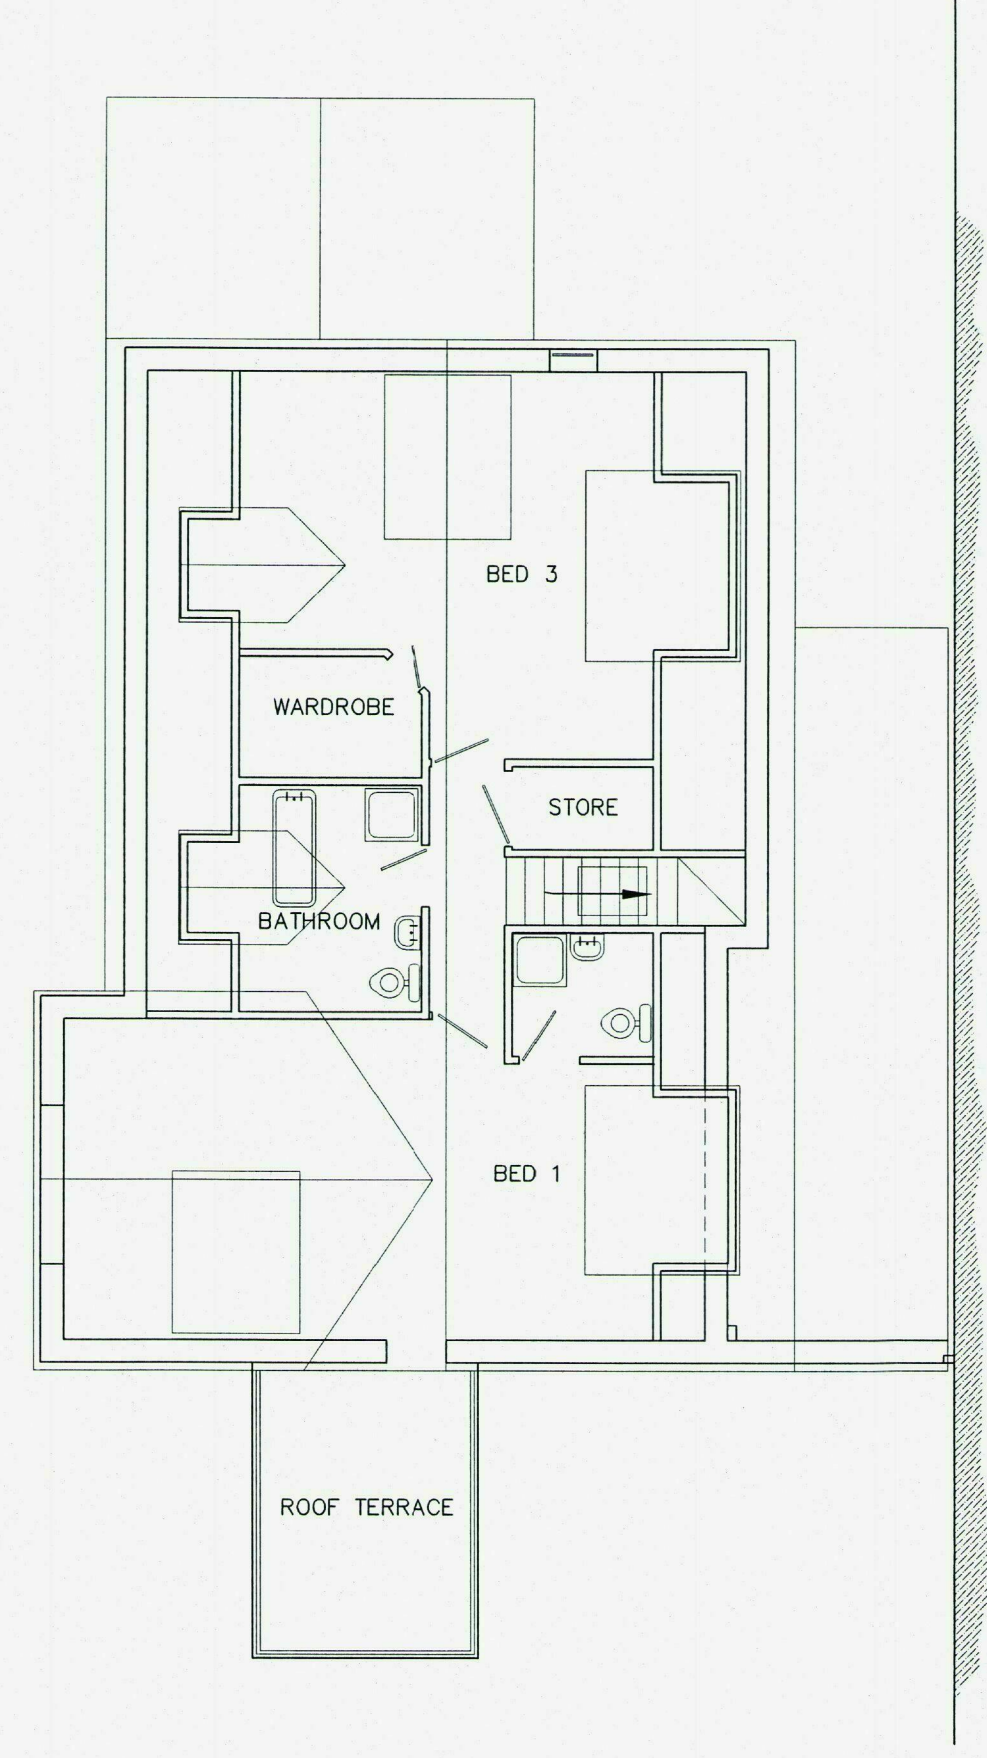 BED 3
WARDROBE
STORE
BATHROOM
BED 1
ROOF TERRACE